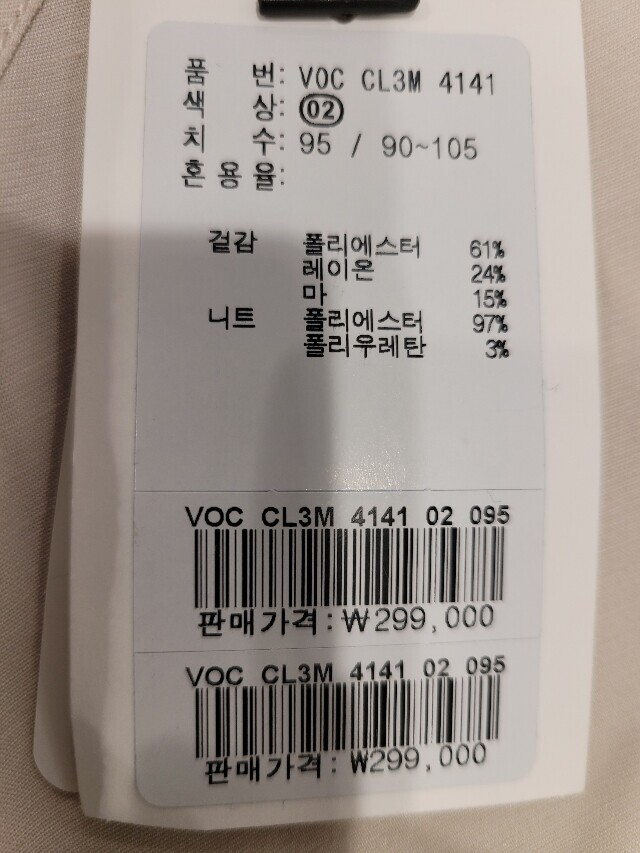 품 번: VOC CL3M 4141
색 상: 02
치 수: 95 / 90~105
혼 용 율:
겉감 폴리에스터 61%
레이온 24%
마 15%
니트 폴리에스터 97%
폴리우레탄 3%
VOC CL3M 4141 02 095
판매가격: ₩299,000
VOC CL3M 4141 02 095
판매가격: ₩299,000